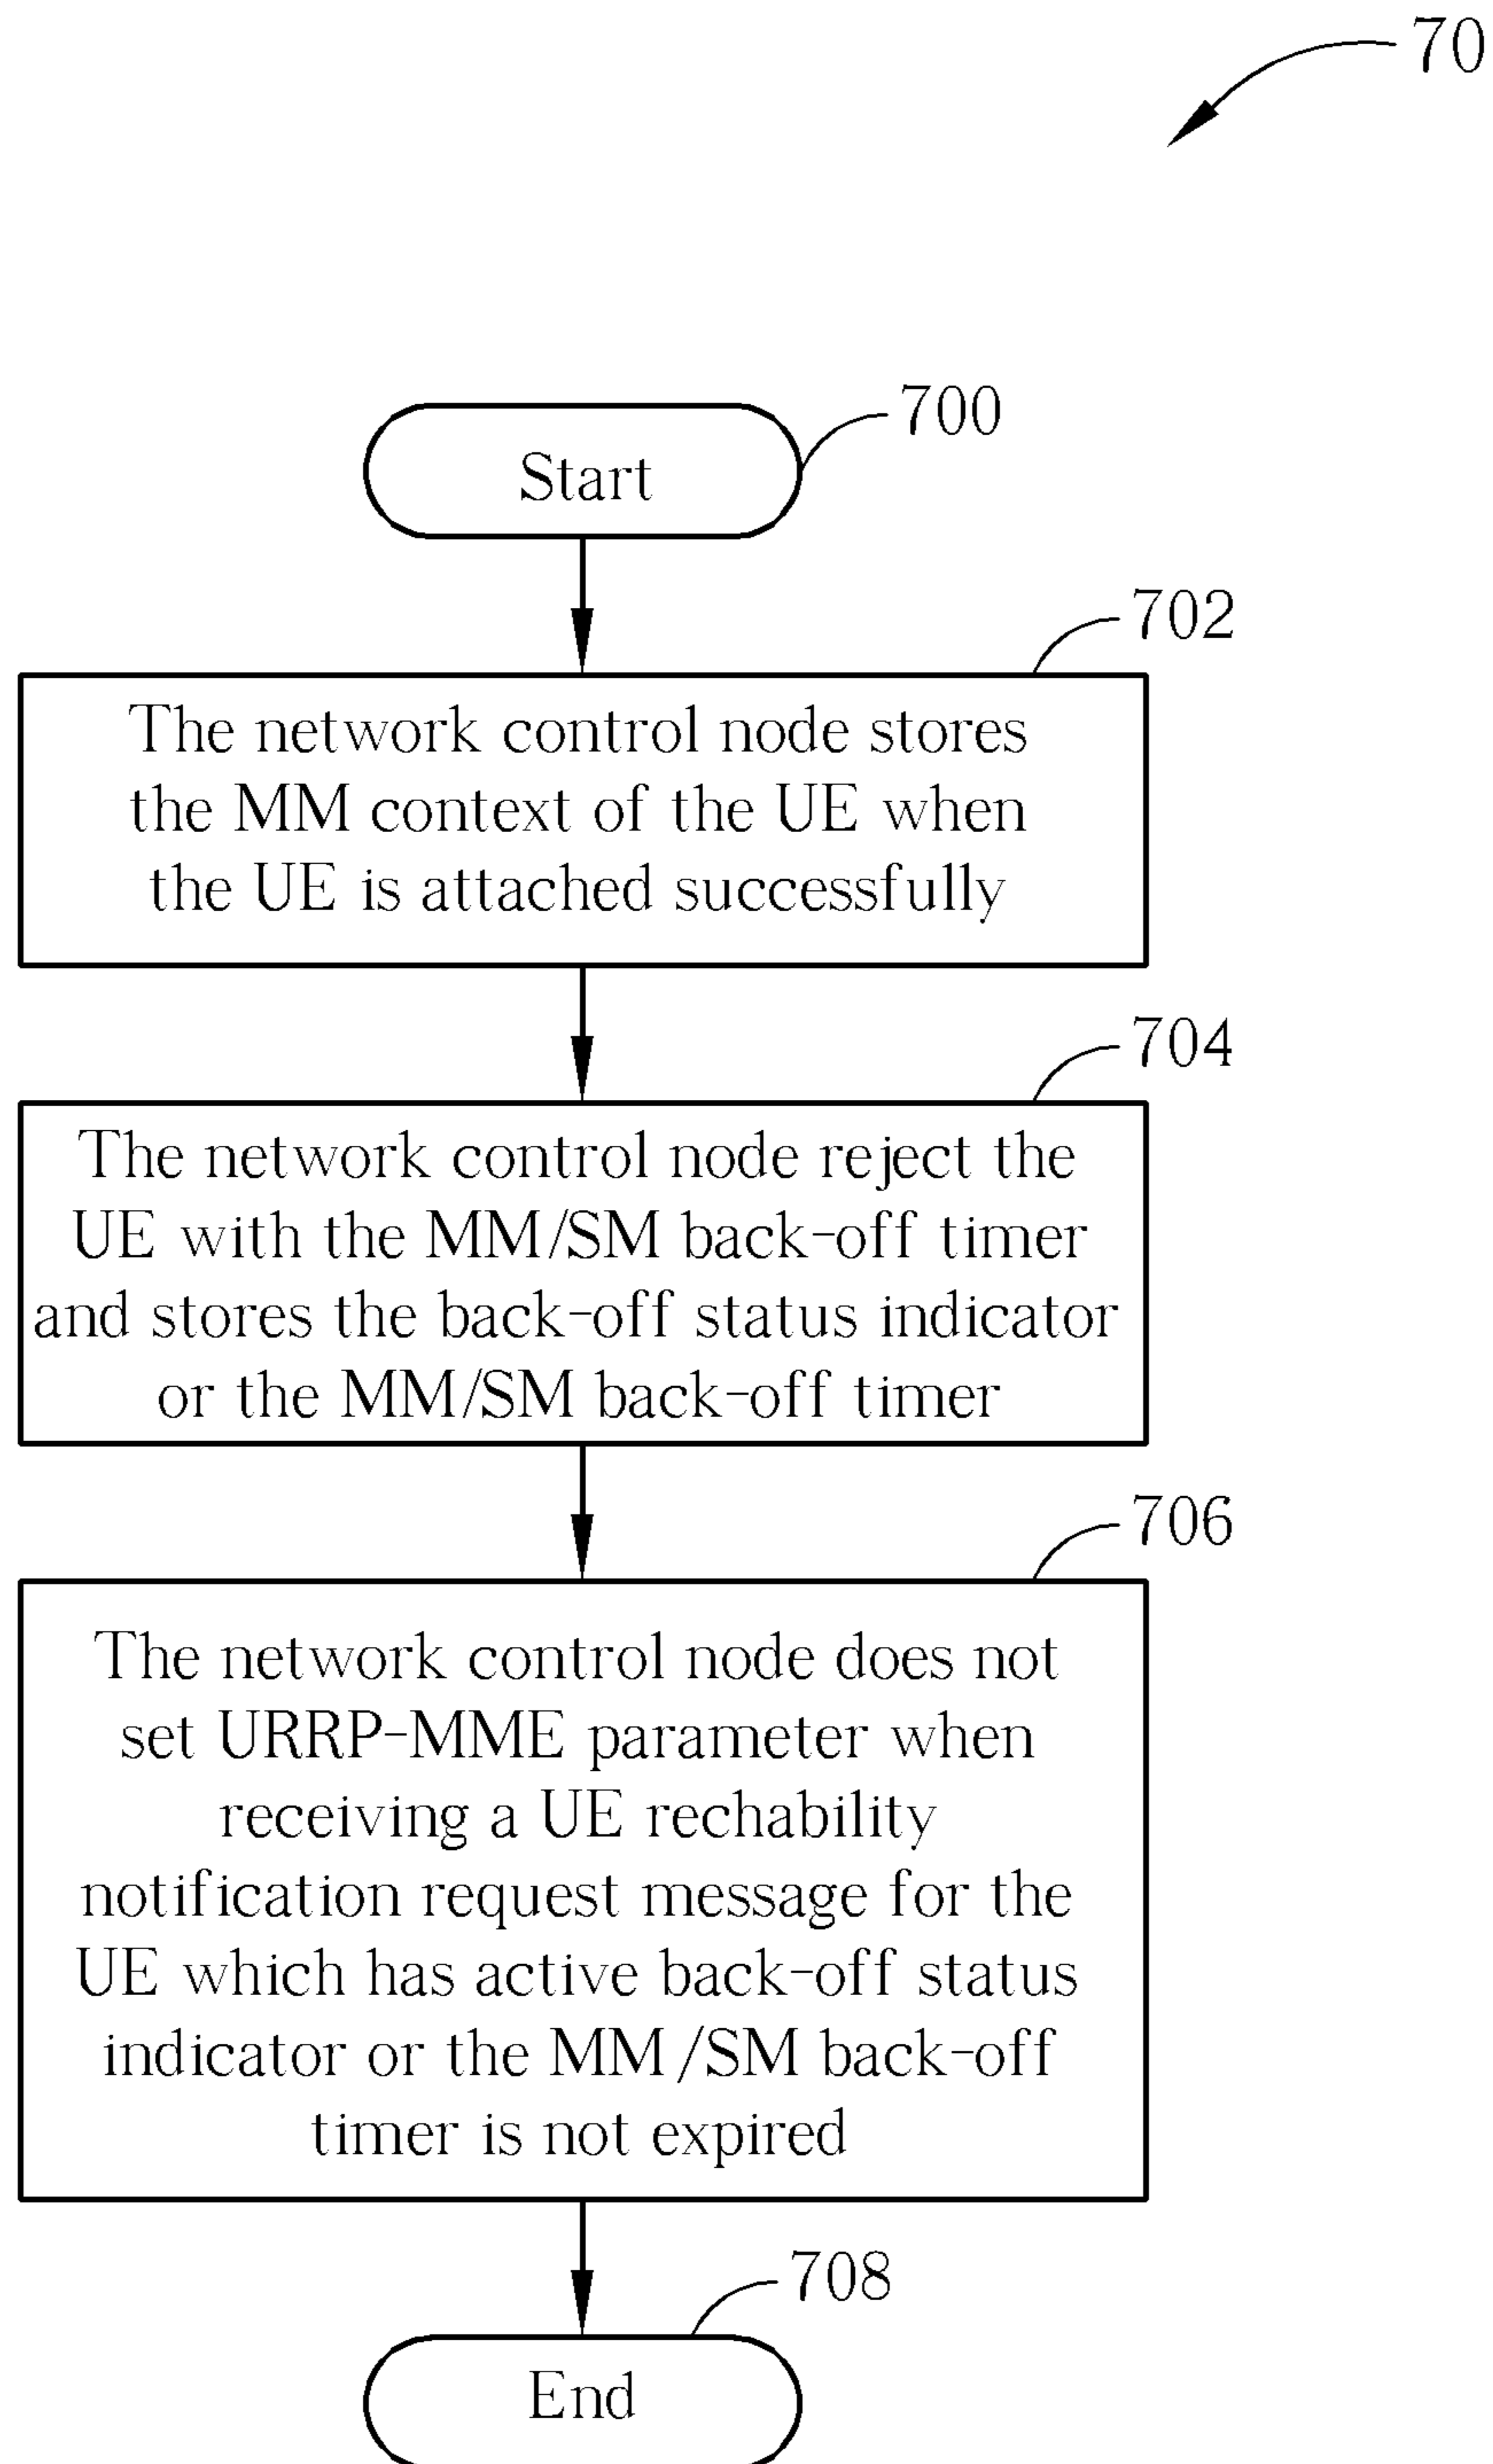 70
700
Start
702
The network control node stores
the MM context of the UE when
the UE is attached successfully
704
The network control node reject the
UE with the MM/SM back-off timer
and stores the back-off status indicator
or the MM/SM back-off timer
706
The network control node does not
set URRP-MME parameter when
receiving a UE rechability
notification request message for the
UE which has active back-off status
indicator or the MM/SM back-off
timer is not expired
708
End